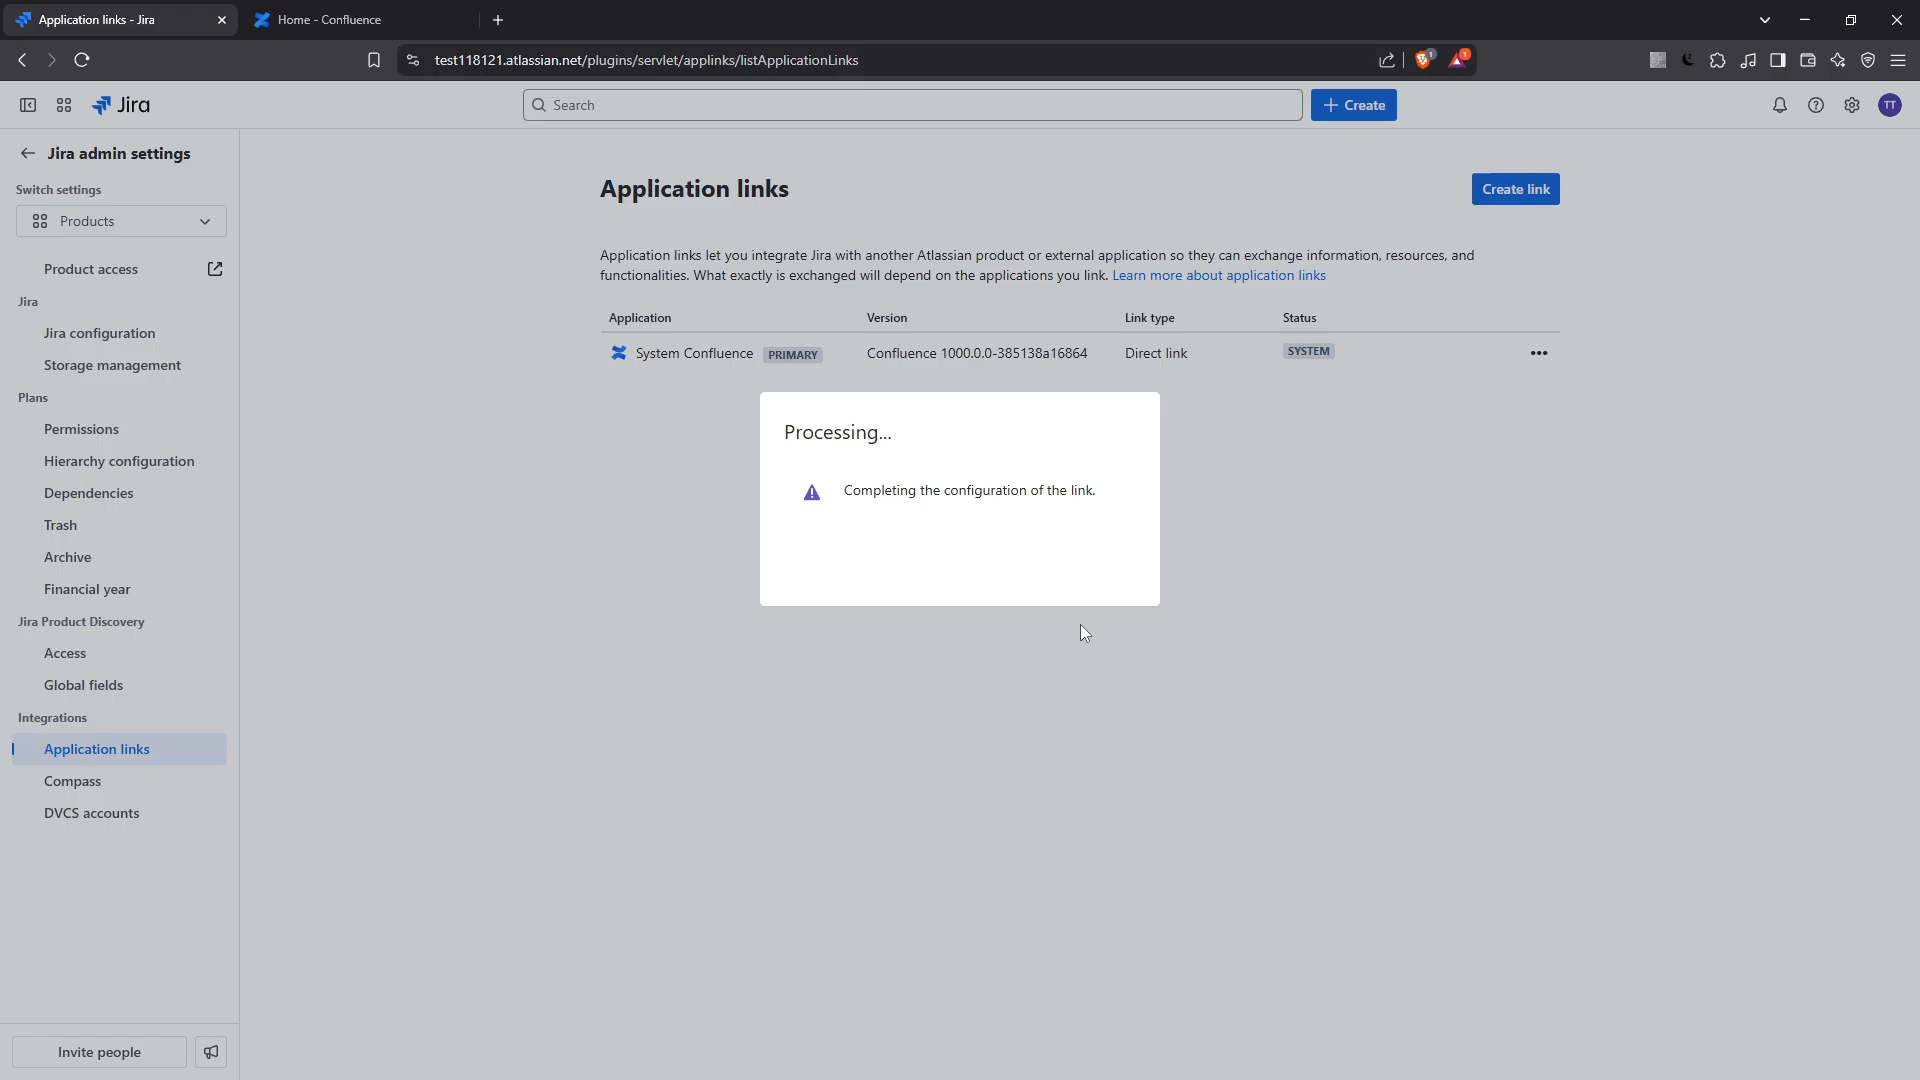 Application links - Jira
Home - Confluence
test118121.atlassian.net/plugins/servlet/applinks/listApplicationLinks
1
1
Jira
Search
Create
TT
Jira admin settings
Switch settings
Products
Product access
Jira
Jira configuration
Storage management
Plans
Permissions
Hierarchy configuration
Dependencies
Trash
Archive
Financial year
Jira Product Discovery
Access
Global fields
Integrations
Application links
Compass
DVCS accounts
Invite people
Application links
Create link
Application links let you integrate Jira with another Atlassian product or external application so they can exchange information, resources, and
functionalities. What exactly is exchanged will depend on the applications you link. Learn more about application links
Application Version Link type Status
System Confluence PRIMARY Confluence 1000.0.0-385138a16864 Direct link SYSTEM
Processing...
Completing the configuration of the link.